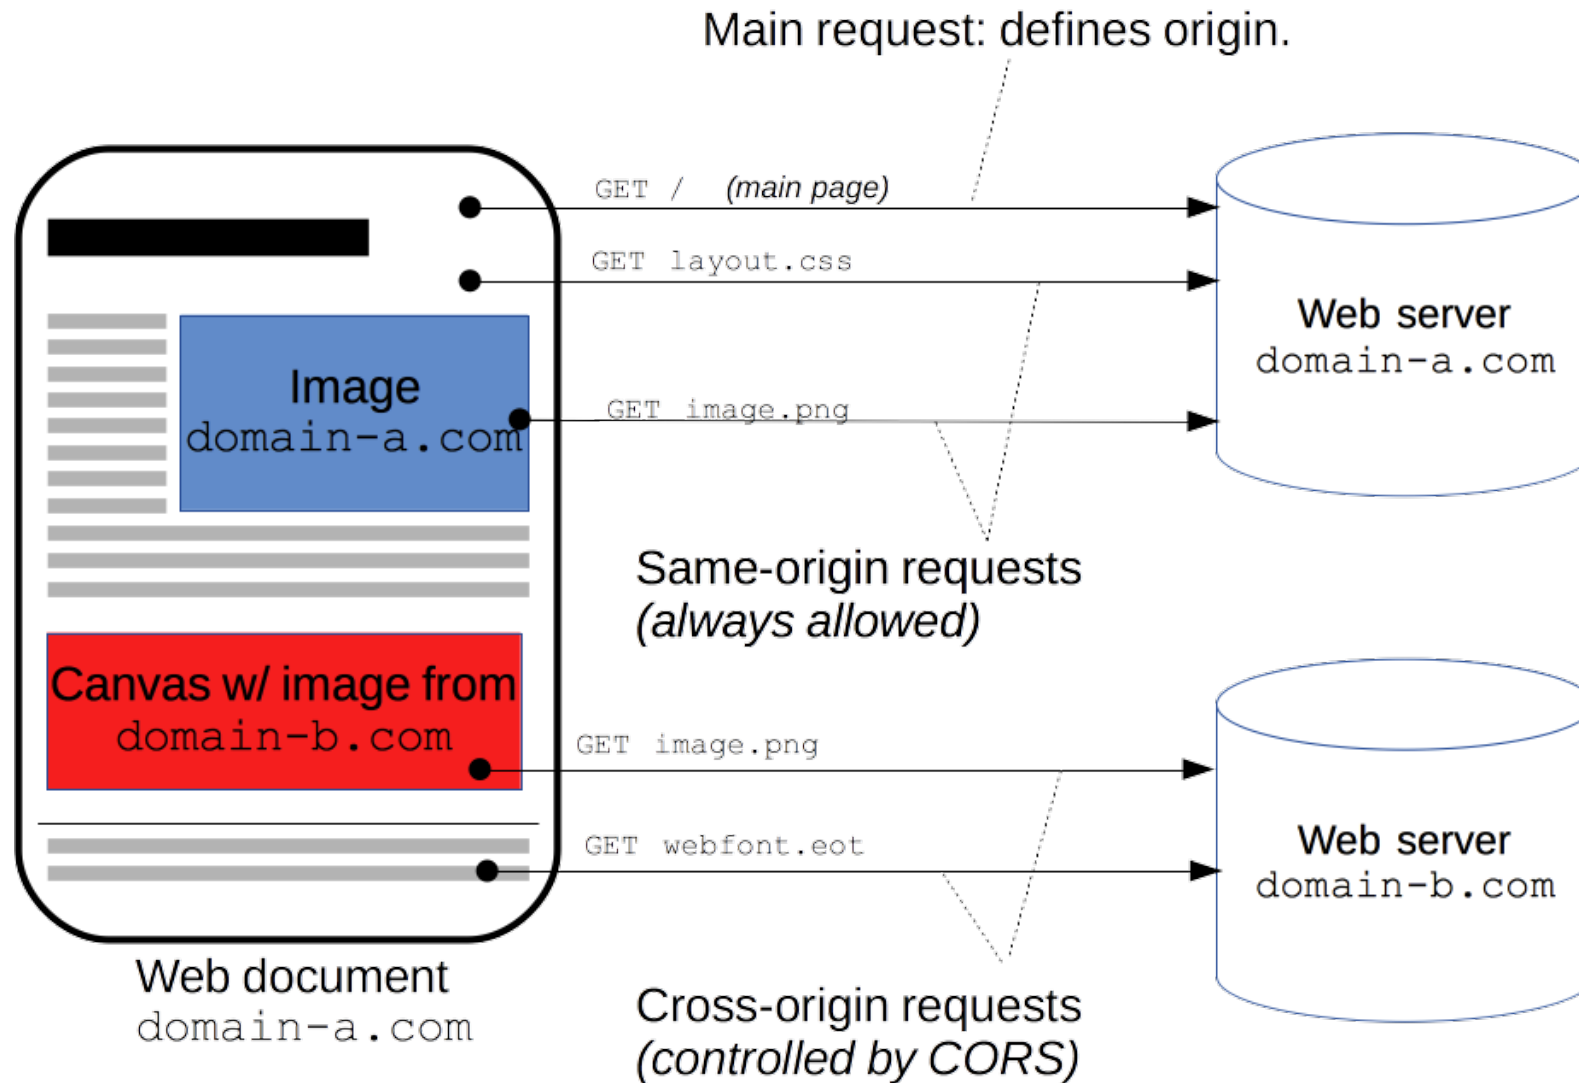 Main request: defines origin.
GET / (main page)
GET layout.css
Image
domain-a.com
GET image.png
Web server
domain-a.com
Same-origin requests
(always allowed)
Canvas w/ image from
domain-b.com
GET image.png
GET webfont.eot
Web server
domain-b.com
Web document
domain-a.com
Cross-origin requests
(controlled by CORS)